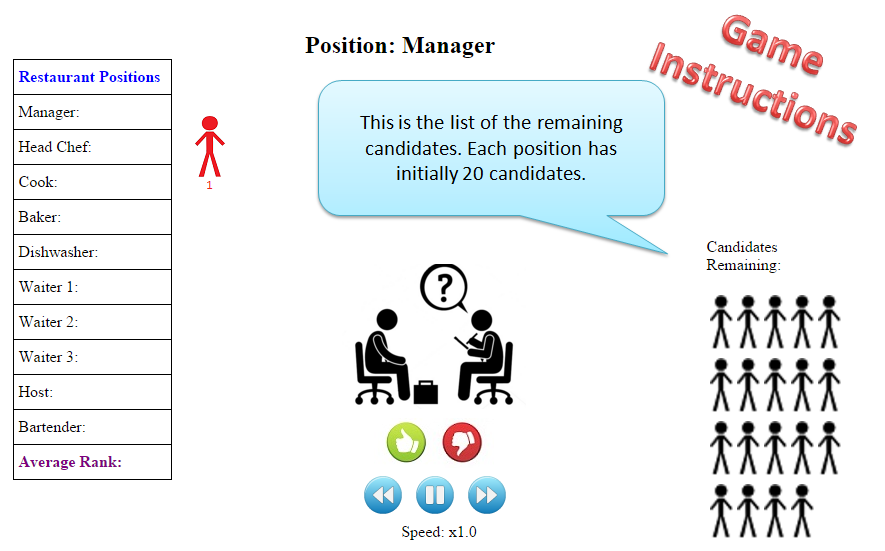 Position: Manager
Game
Instructions
Restaurant Positions
Manager:
Head Chef:
Cook:
Baker:
Dishwasher:
Waiter 1:
Waiter 2:
Waiter 3:
Host:
Bartender:
Average Rank:
1
This is the list of the remaining
candidates. Each position has
initially 20 candidates.
?
Candidates
Remaining:
Speed: x1.0